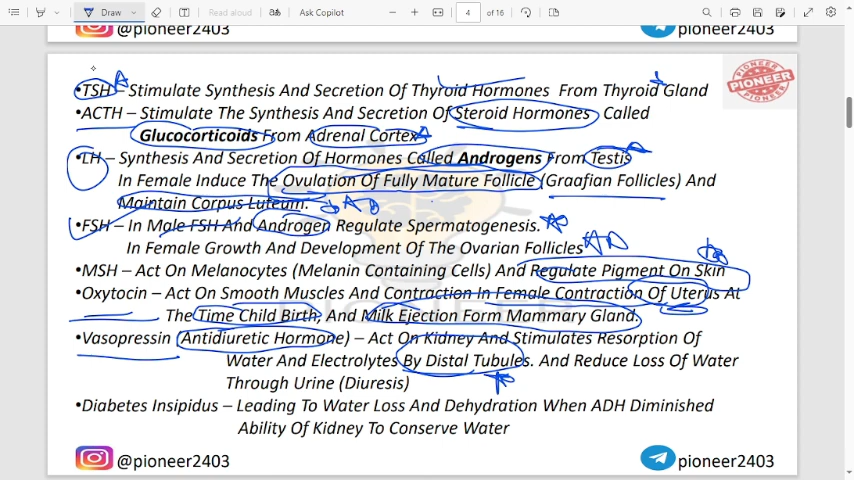 Draw
Read aloud
Ask Copilot
4
of 16
@pioneer2403
pioneer2403
PIONEER
•TSH – Stimulate Synthesis And Secretion Of Thyroid Hormones From Thyroid Gland
•ACTH – Stimulate The Synthesis And Secretion Of Steroid Hormones Called
Glucocorticoids From Adrenal Cortex
•LH – Synthesis And Secretion Of Hormones Called Androgens From Testis
In Female Induce The Ovulation Of Fully Mature Follicle (Graafian Follicles) And
Maintain Corpus Luteum.
•FSH – In Male FSH And Androgen Regulate Spermatogenesis.
In Female Growth And Development Of The Ovarian Follicles
•MSH – Act On Melanocytes (Melanin Containing Cells) And Regulate Pigment On Skin
•Oxytocin – Act On Smooth Muscles And Contraction In Female Contraction Of Uterus At
The Time Child Birth, And Milk Ejection Form Mammary Gland.
•Vasopressin (Antidiuretic Hormone) – Act On Kidney And Stimulates Resorption Of
Water And Electrolytes By Distal Tubules. And Reduce Loss Of Water
Through Urine (Diuresis)
•Diabetes Insipidus – Leading To Water Loss And Dehydration When ADH Diminished
Ability Of Kidney To Conserve Water
@pioneer2403
pioneer2403